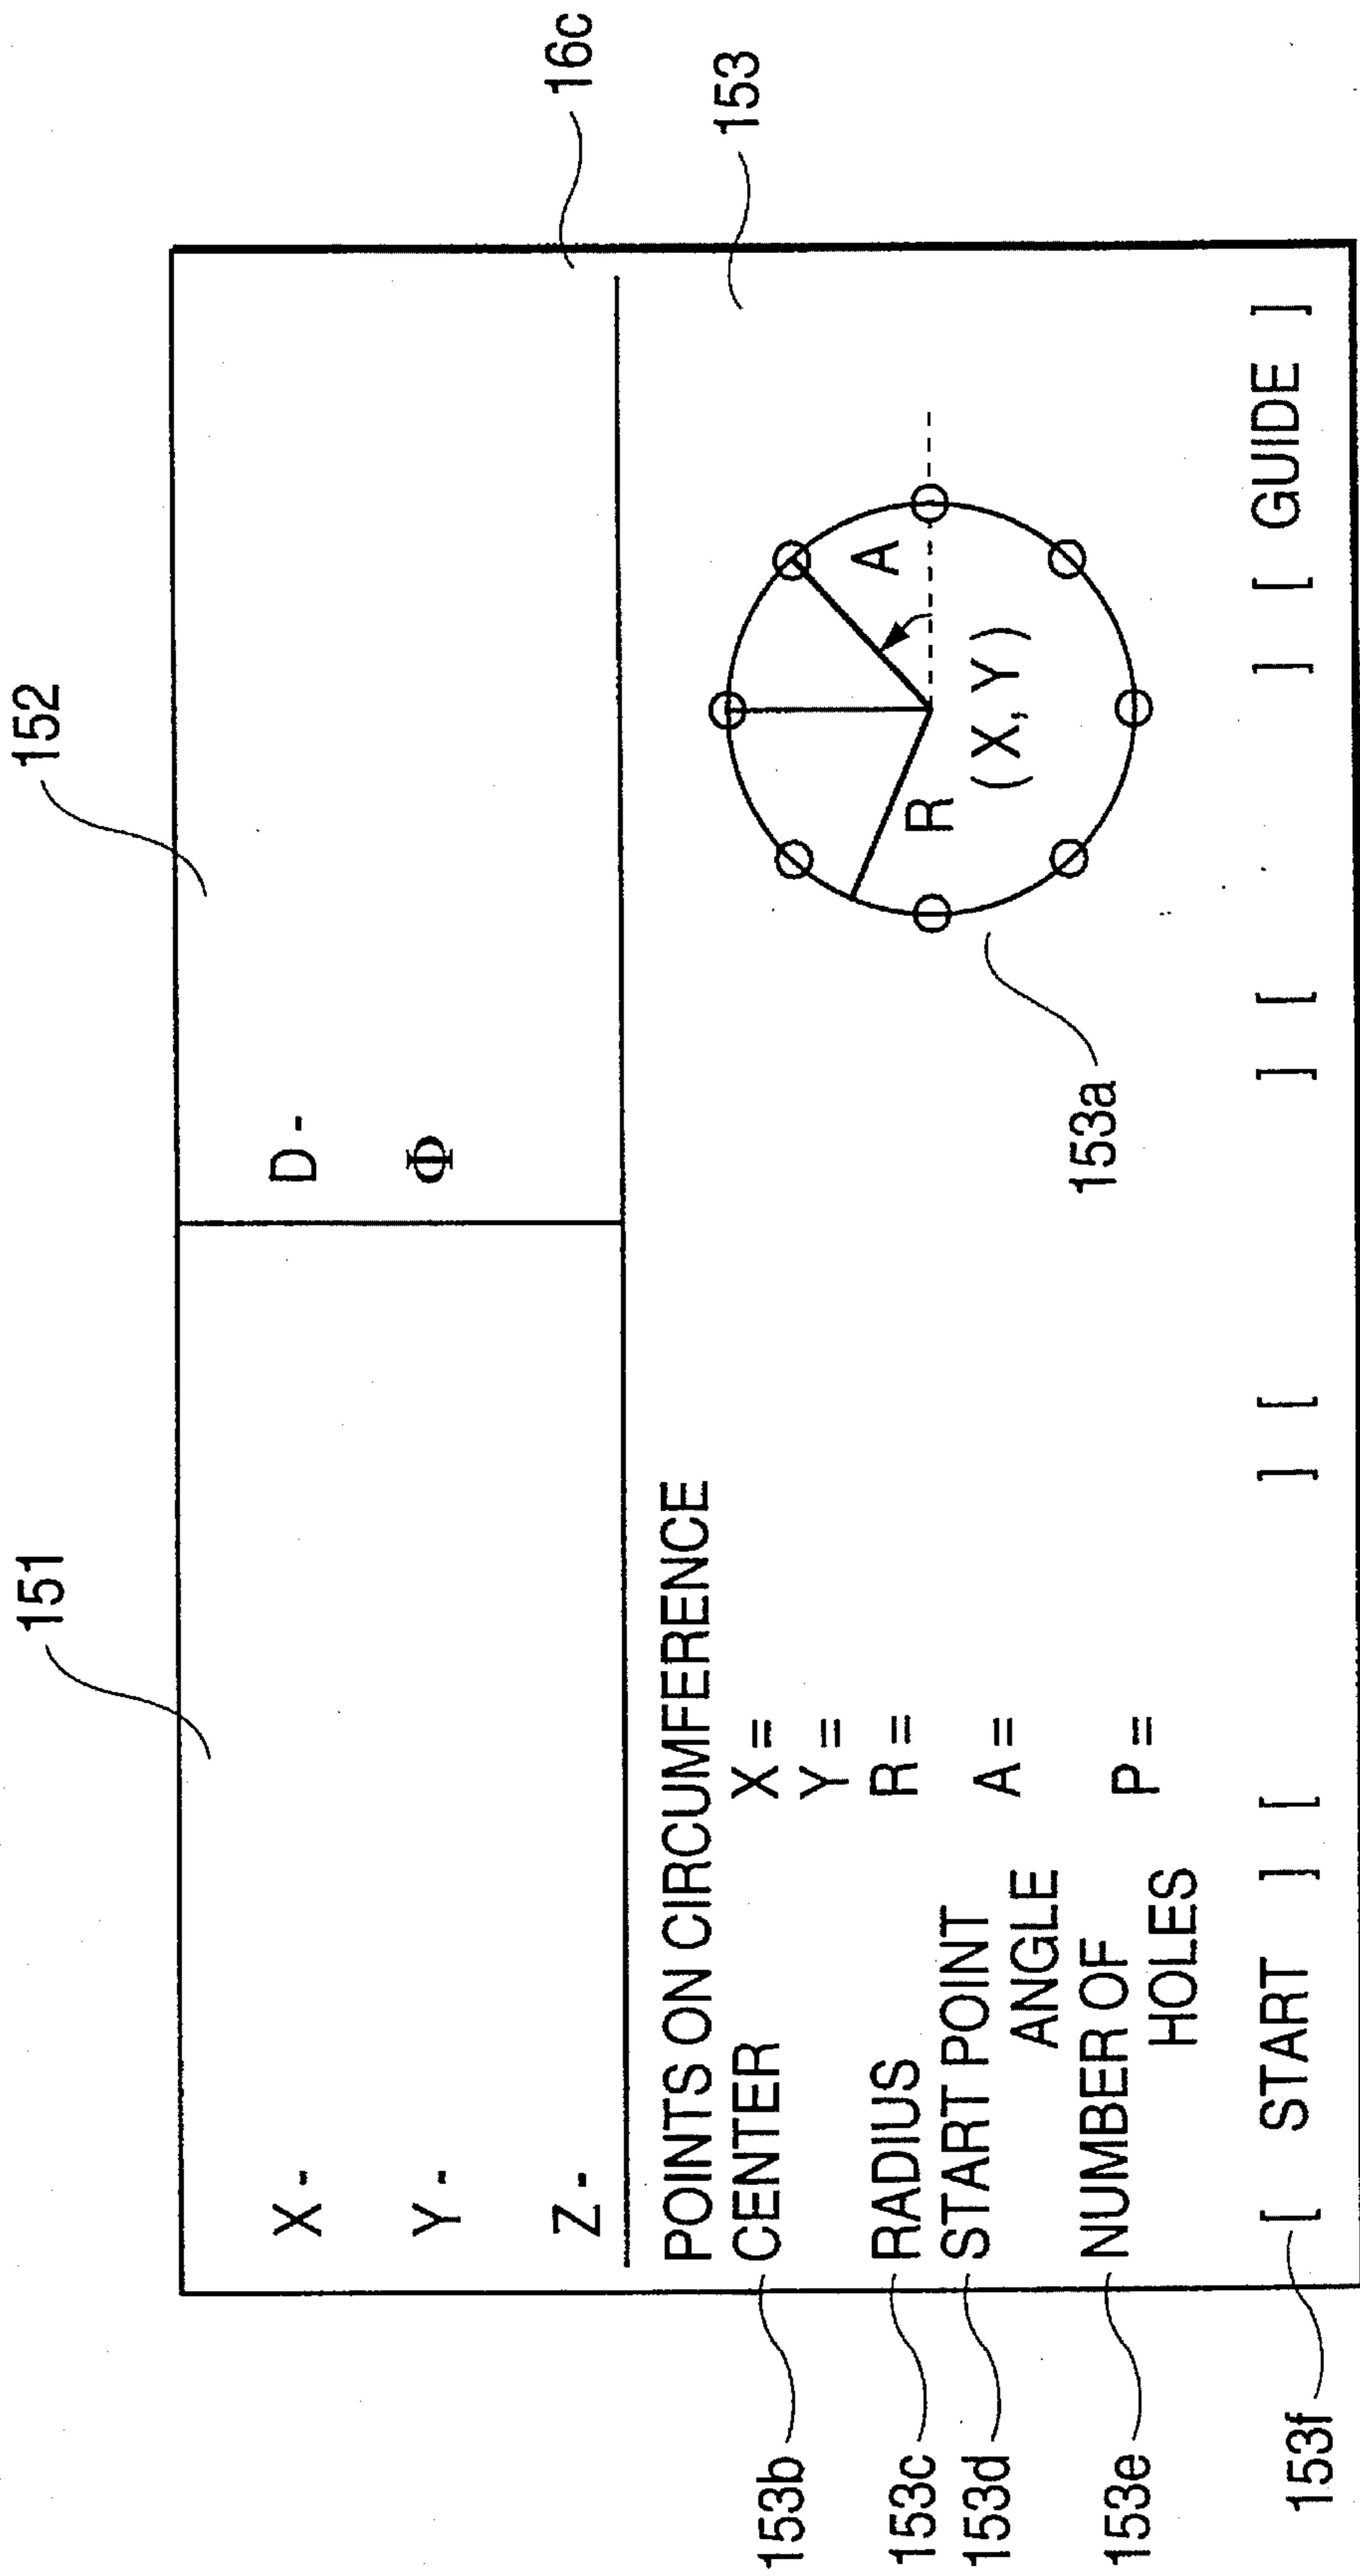 151
152
16c
153
X -
Y -
Z -
D -
Φ
POINTS ON CIRCUMFERENCE
153b CENTER X =
Y =
153c RADIUS R =
153d START POINT A =
ANGLE
153e NUMBER OF P =
HOLES
A
R
( X, Y )
153a
153f [ START ] [ ] [ ] [ ] [ GUIDE ]